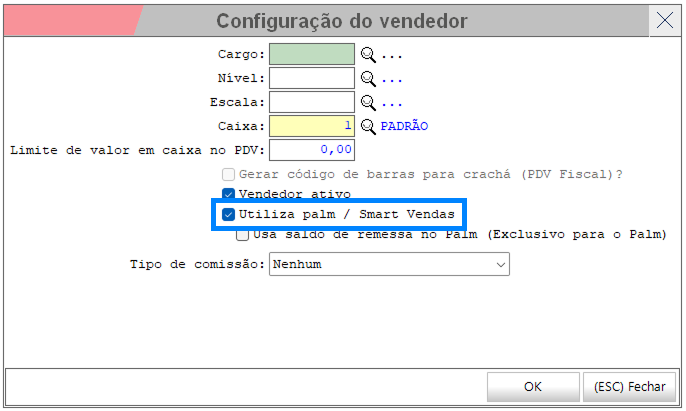 Configuração do vendedor
Cargo: ...
Nível: ...
Escala: ...
Caixa: 1 PADRÃO
Limite de valor em caixa no PDV: 0,00
Gerar código de barras para crachá (PDV Fiscal)?
Vendedor ativo
Utiliza palm / Smart Vendas
Usa saldo de remessa no Palm (Exclusivo para o Palm)
Tipo de comissão: Nenhum
OK (ESC) Fechar